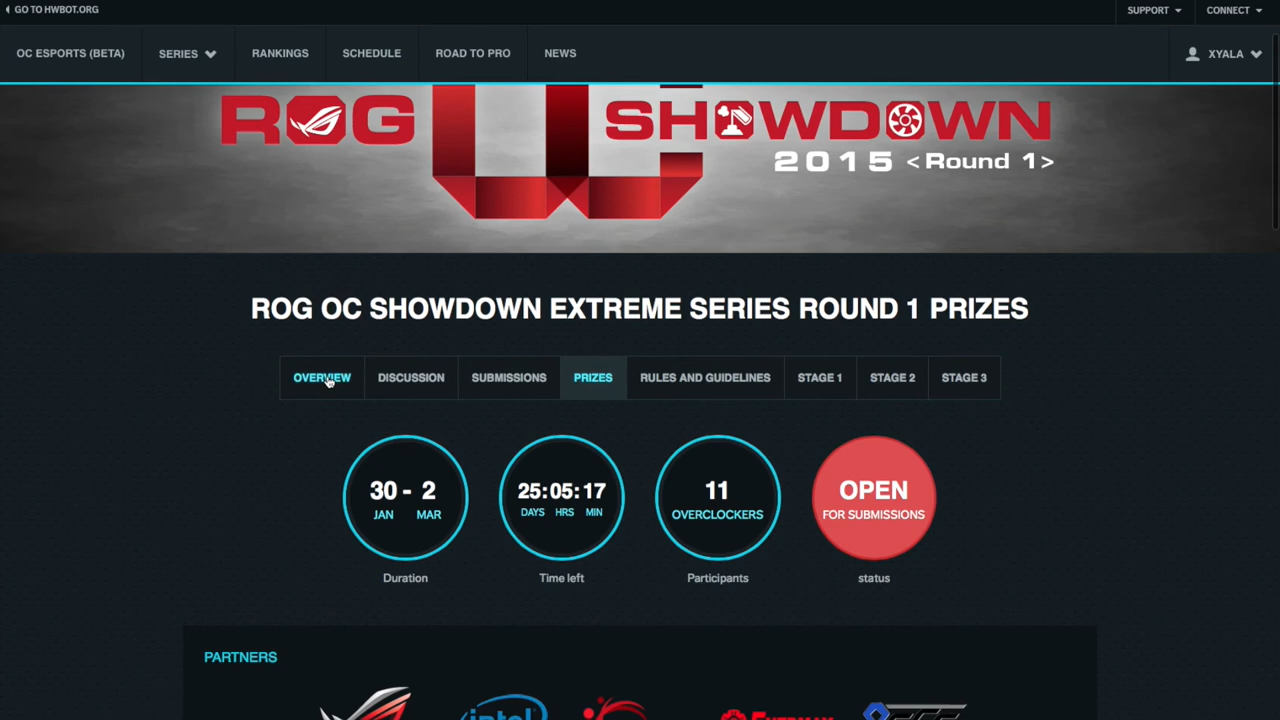 GO TO HWBOT.ORG
SUPPORT
CONNECT
OC ESPORTS (BETA)
SERIES
RANKINGS
SCHEDULE
ROAD TO PRO
NEWS
XYALA
ROG
SHOWDOWN
2015 <Round 1>
ROG OC SHOWDOWN EXTREME SERIES ROUND 1 PRIZES
OVERVIEW
DISCUSSION
SUBMISSIONS
PRIZES
RULES AND GUIDELINES
STAGE 1
STAGE 2
STAGE 3
30 - 2
JAN MAR
Duration
25:05:17
DAYS HRS MIN
Time left
11
OVERCLOCKERS
Participants
OPEN
FOR SUBMISSIONS
status
PARTNERS
intel